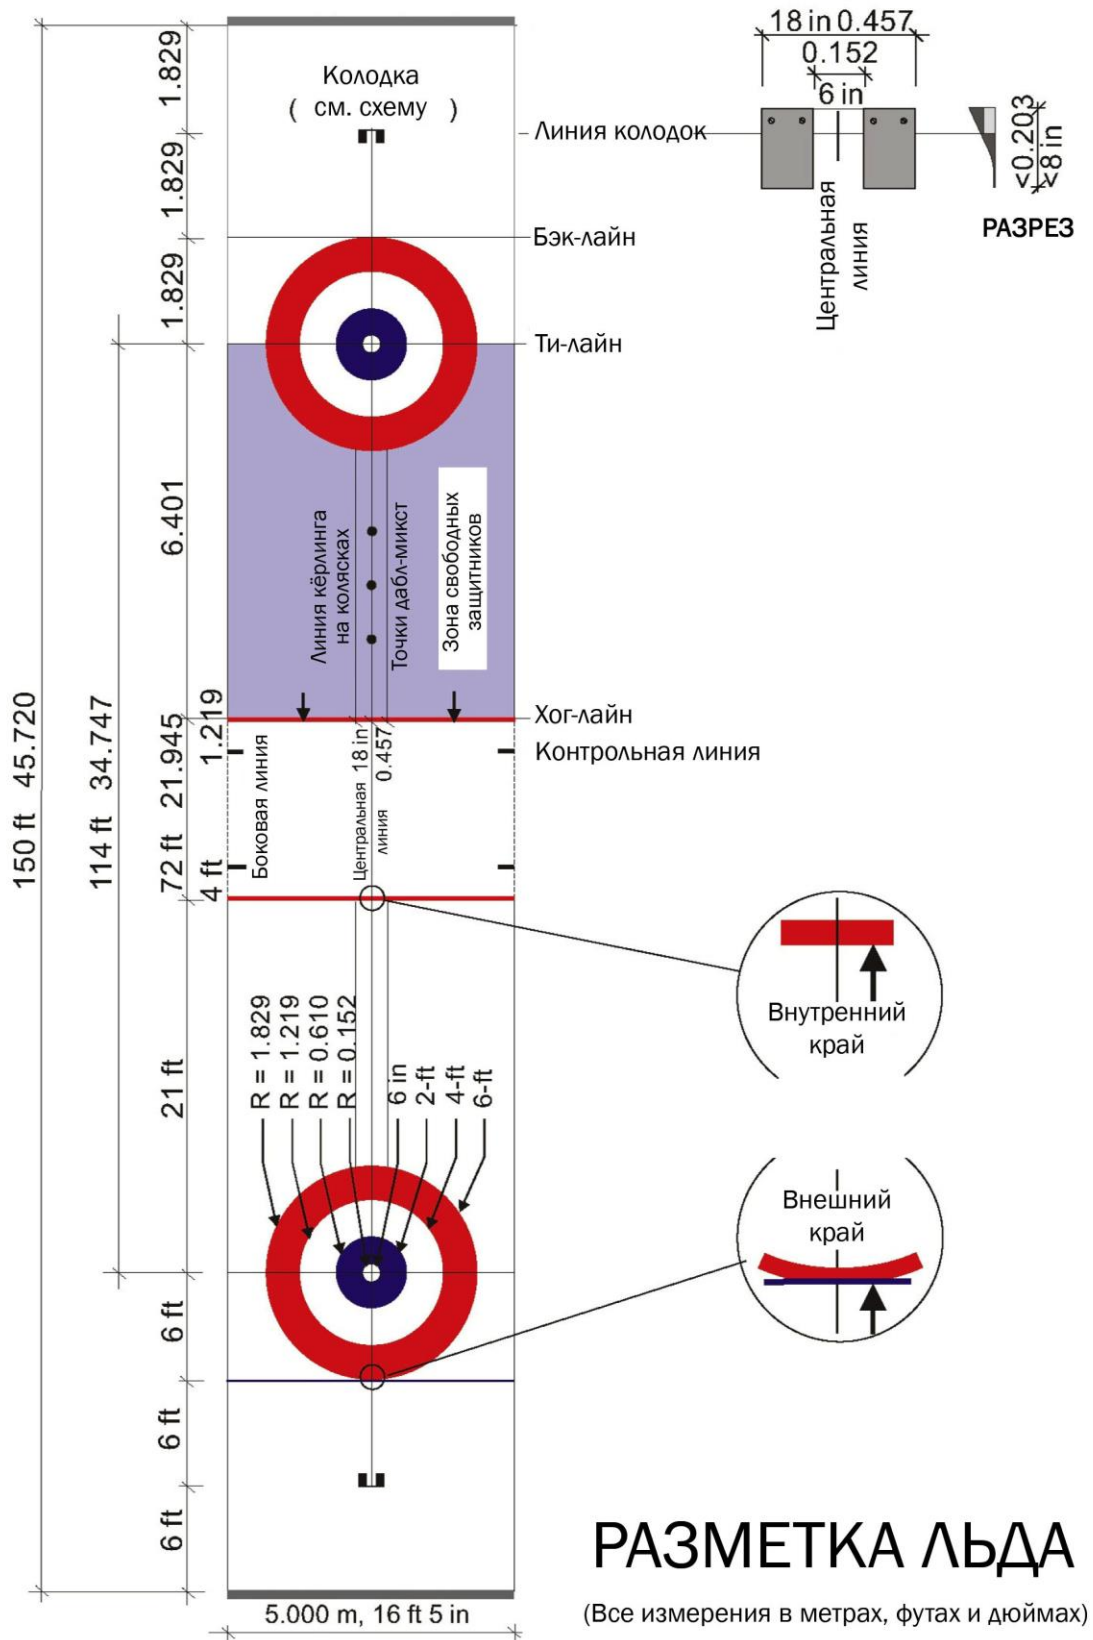 18 in 0.457
0.152
6 in
<0.203
<8 in
Центральная
линия
РАЗРЕЗ
Колодка
( см. схему )
Линия колодок
Бэк-лайн
Ти-лайн
Хог-лайн
Контрольная линия
1.829
1.829
1.829
6.401
Линия кёрлинга
на колясках
Точки дабл-микст
Зона свободных
защитников
150 ft 45.720
114 ft 34.747
72 ft 21.945
4 ft 1.219
Боковая линия
Центральная
линия
18 in
0.457
21 ft
R = 1.829
R = 1.219
R = 0.610
R = 0.152
6 in
2-ft
4-ft
6-ft
Внутренний
край
Внешний
край
6 ft
6 ft
6 ft
5.000 m, 16 ft 5 in
РАЗМЕТКА ЛЬДА
(Все измерения в метрах, футах и дюймах)